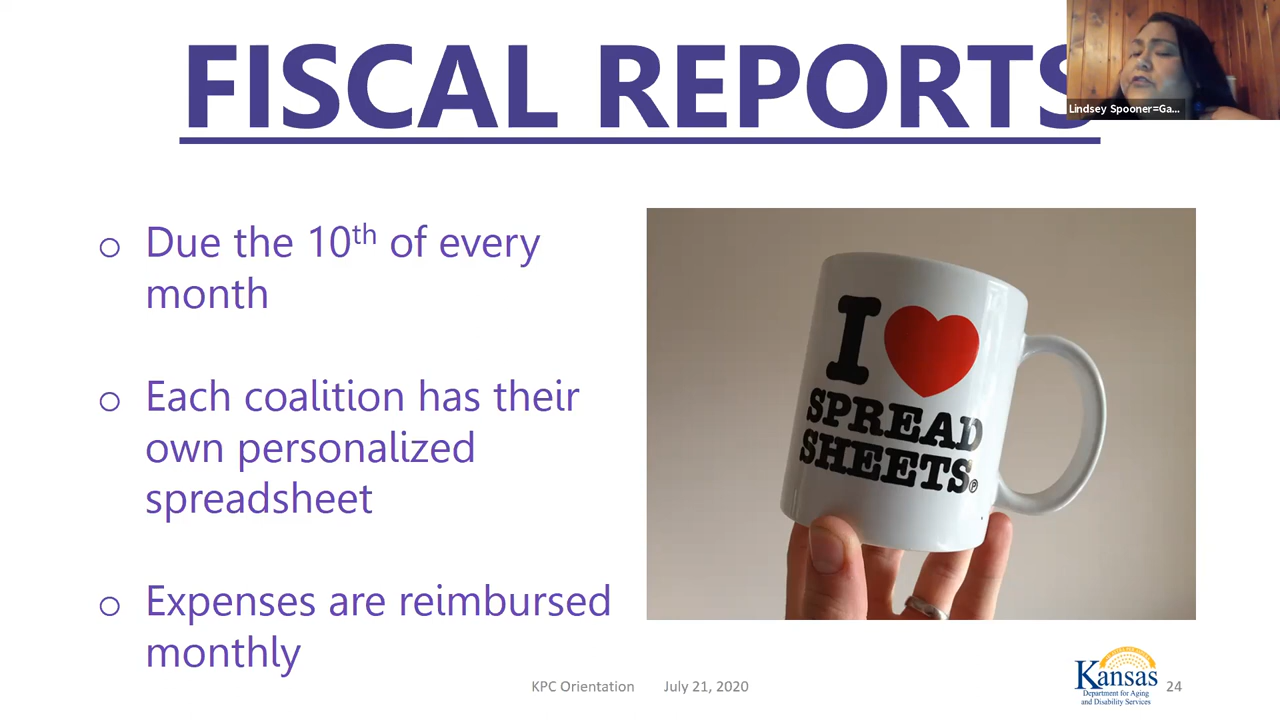 FISCAL REPORTS
Lindsey Spooner=Ga...
o Due the 10th of every
month
o Each coalition has their
own personalized
spreadsheet
o Expenses are reimbursed
monthly
I ❤
SPREAD
SHEETS℗
KPC Orientation July 21, 2020
Kansas
Department for Aging
and Disability Services
24